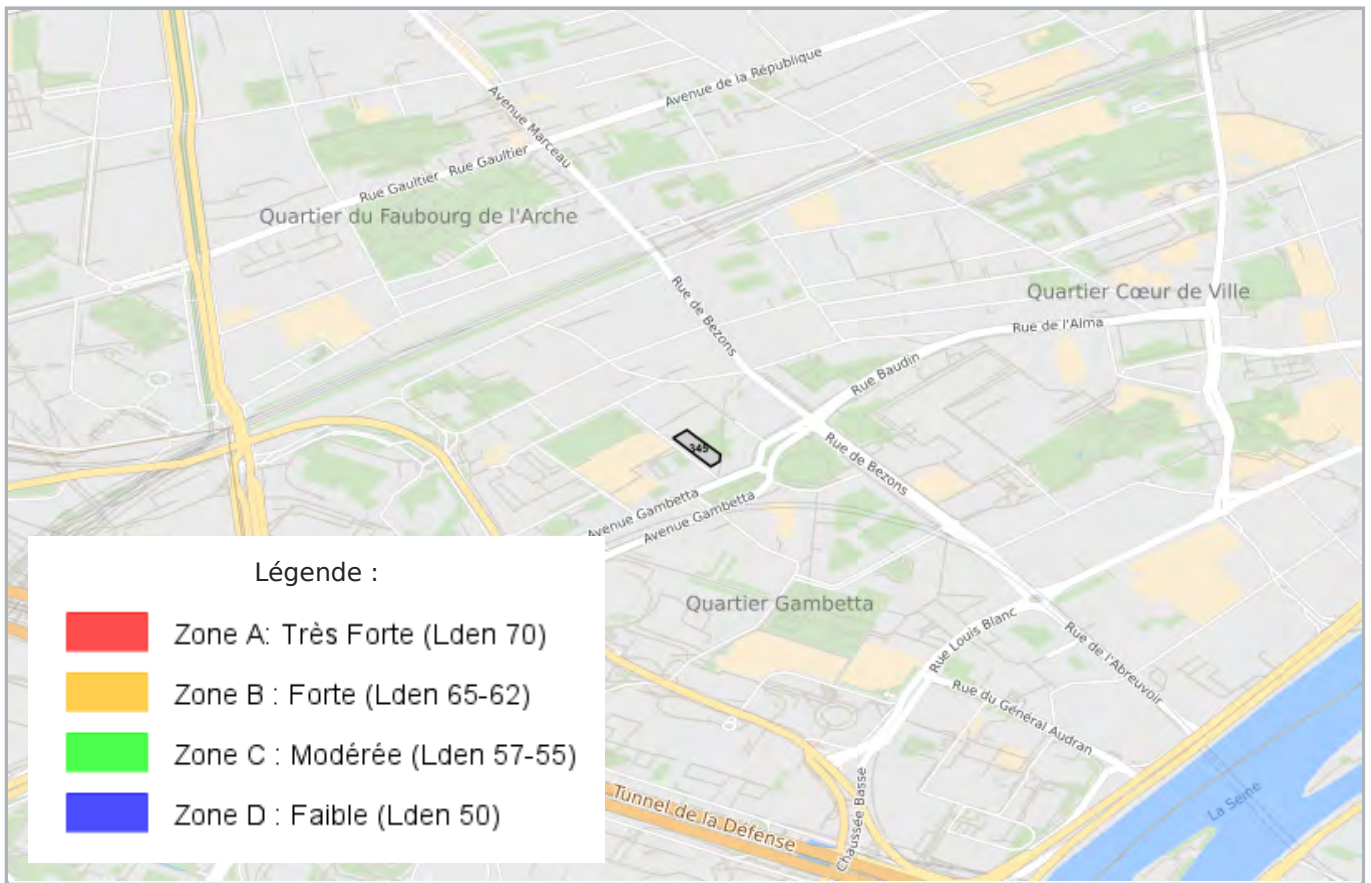 Avenue de la République
Avenue Marceau
Rue Gaultier
Rue Gaultier
Quartier du Faubourg de l'Arche
Rue de Bezons
Quartier Cœur de Ville
Rue de l'Alma
Rue Baudin
345
Rue de Bezons
Avenue Gambetta
Avenue Gambetta
Quartier Gambetta
Rue Louis Blanc
Rue de l'Abreuvoir
Rue du Général Audran
La Seine
Tunnel de la Défense
Chaussée Basse
Légende :
Zone A: Très Forte (Lden 70)
Zone B : Forte (Lden 65-62)
Zone C : Modérée (Lden 57-55)
Zone D : Faible (Lden 50)